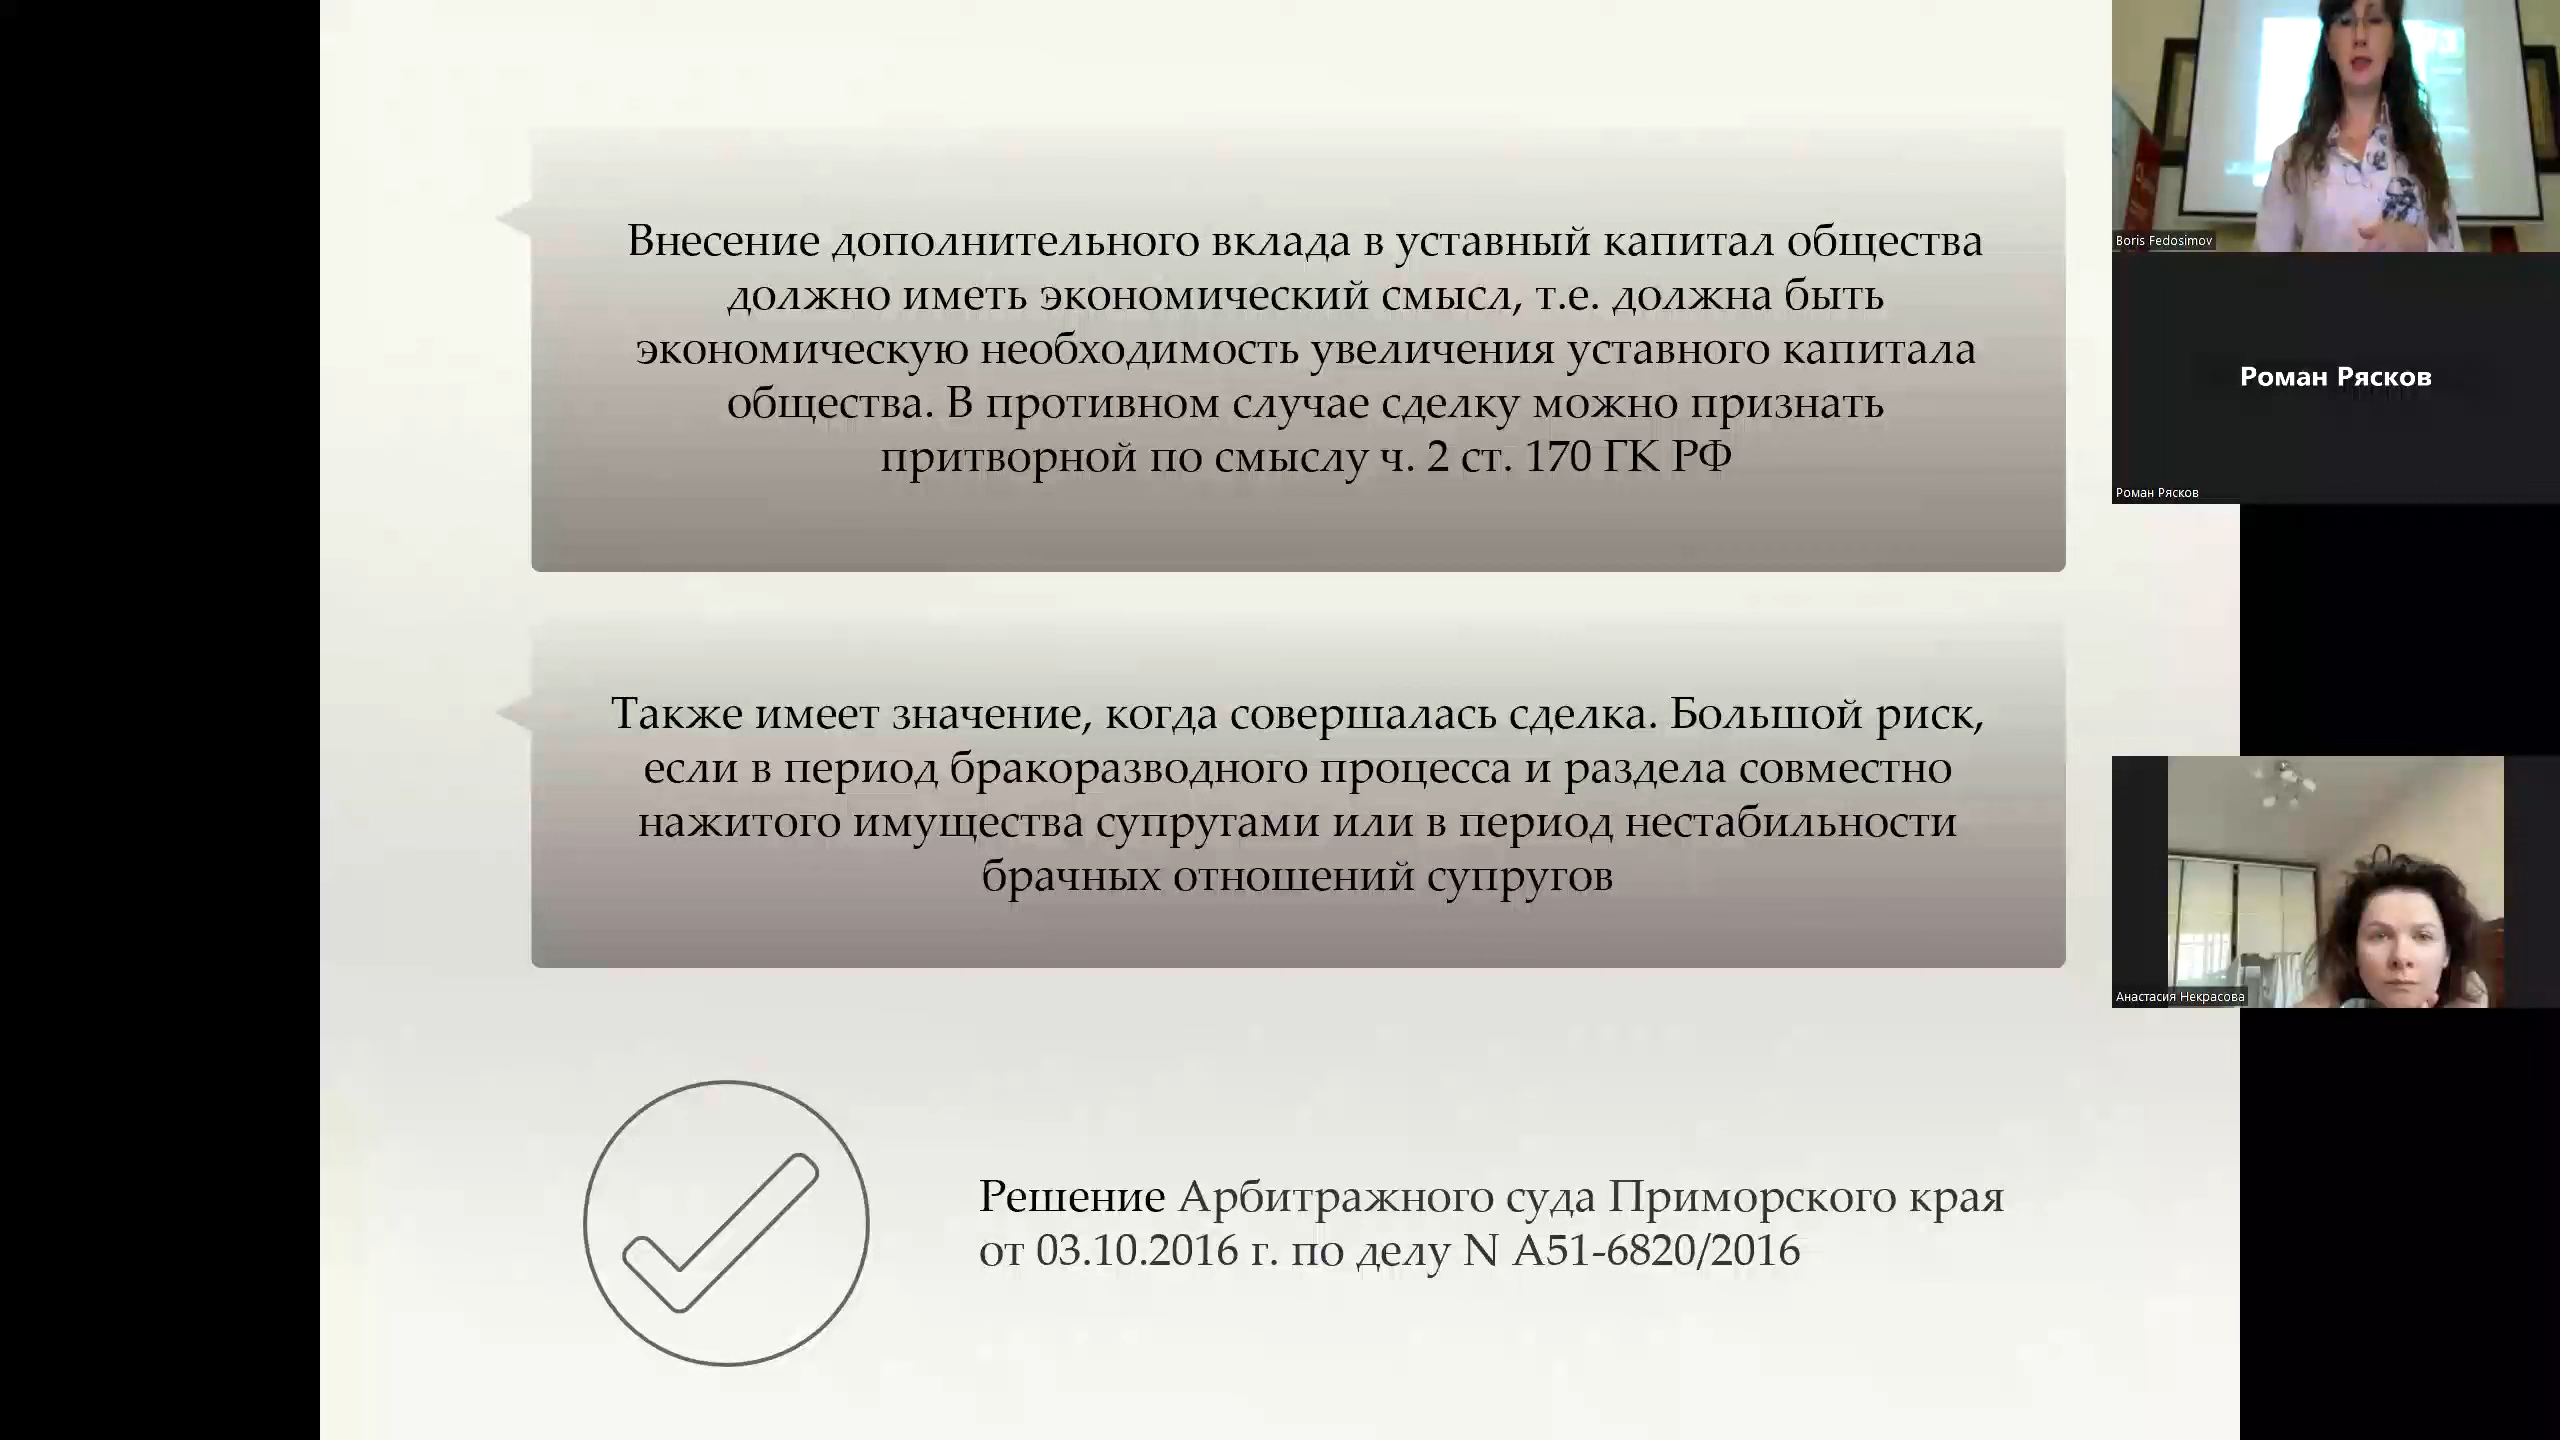 Внесение дополнительного вклада в уставный капитал общества
должно иметь экономический смысл, т.е. должна быть
экономическую необходимость увеличения уставного капитала
общества. В противном случае сделку можно признать
притворной по смыслу ч. 2 ст. 170 ГК РФ
Также имеет значение, когда совершалась сделка. Большой риск,
если в период бракоразводного процесса и раздела совместно
нажитого имущества супругами или в период нестабильности
брачных отношений супругов
Решение Арбитражного суда Приморского края
от 03.10.2016 г. по делу N А51-6820/2016
Boris Fedosimov
Роман Рясков
Роман Рясков
Анастасия Некрасова